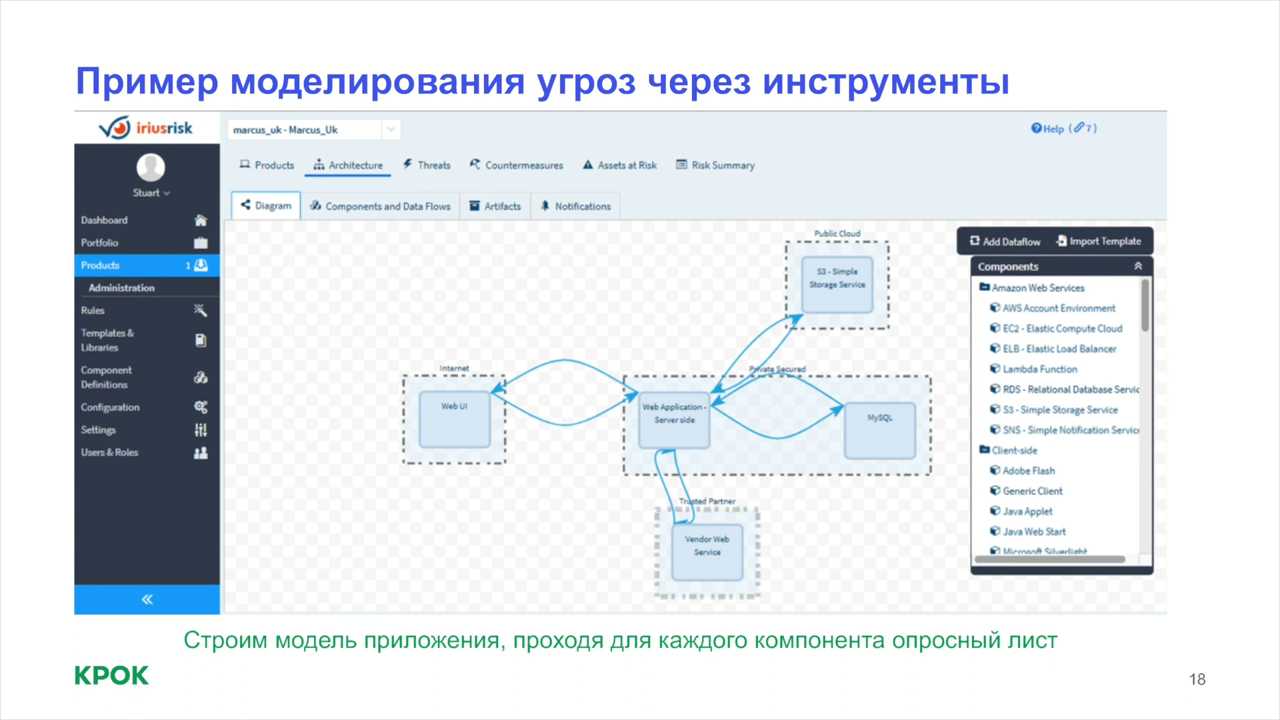 Пример моделирования угроз через инструменты
iriusrisk
marcus_uk - Marcus_Uk
Help ( 7 )
Stuart
Products
Architecture
Threats
Countermeasures
Assets at Risk
Risk Summary
Diagram
Components and Data Flows
Artifacts
Notifications
Dashboard
Portfolio
Products 1
Administration
Rules
Templates &
Libraries
Component
Definitions
Configuration
Settings
Users & Roles
Public Cloud
S3 - Simple
Storage Service
Internet
Web UI
Private Secured
Web Application -
Server side
MySQL
Trusted Partner
Vendor Web
Service
Add Dataflow
Import Template
Components
Amazon Web Services
AWS Account Environment
EC2 - Elastic Compute Cloud
ELB - Elastic Load Balancer
Lambda Function
RDS - Relational Database Servic
S3 - Simple Storage Service
SNS - Simple Notification Servic
Client-side
Adobe Flash
Generic Client
Java Applet
Java Web Start
Microsoft Silverlight
Строим модель приложения, проходя для каждого компонента опросный лист
КРОК
18